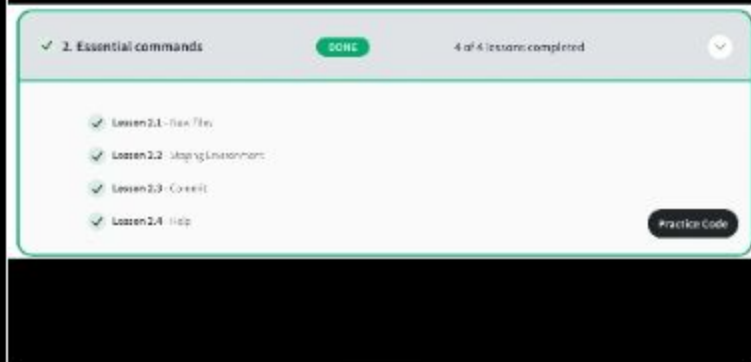 2. Essential commands DONE 4 of 4 lessons completed
Lesson 2.1 - New Files
Lesson 2.2 - Staging Environment
Lesson 2.3 - Commit
Lesson 2.4 - Help
Practice Code